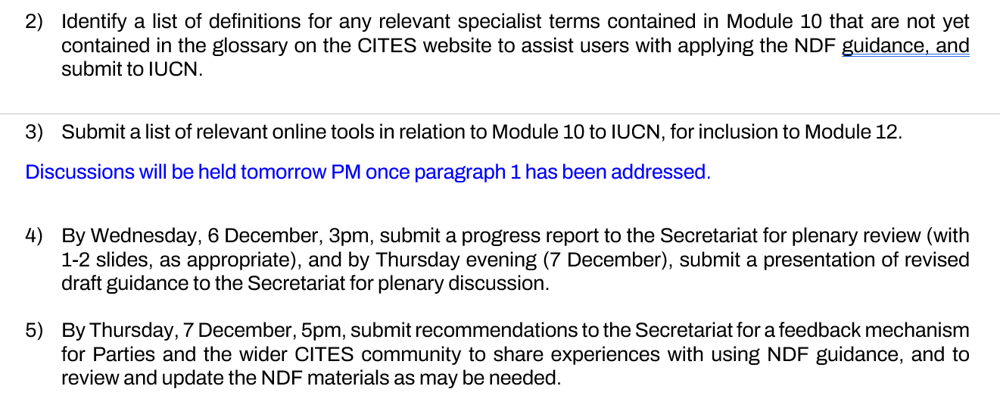 2) Identify a list of definitions for any relevant specialist terms contained in Module 10 that are not yet
contained in the glossary on the CITES website to assist users with applying the NDF guidance, and
submit to IUCN.
3) Submit a list of relevant online tools in relation to Module 10 to IUCN, for inclusion to Module 12.
Discussions will be held tomorrow PM once paragraph 1 has been addressed.
4) By Wednesday, 6 December, 3pm, submit a progress report to the Secretariat for plenary review (with
1-2 slides, as appropriate), and by Thursday evening (7 December), submit a presentation of revised
draft guidance to the Secretariat for plenary discussion.
5) By Thursday, 7 December, 5pm, submit recommendations to the Secretariat for a feedback mechanism
for Parties and the wider CITES community to share experiences with using NDF guidance, and to
review and update the NDF materials as may be needed.